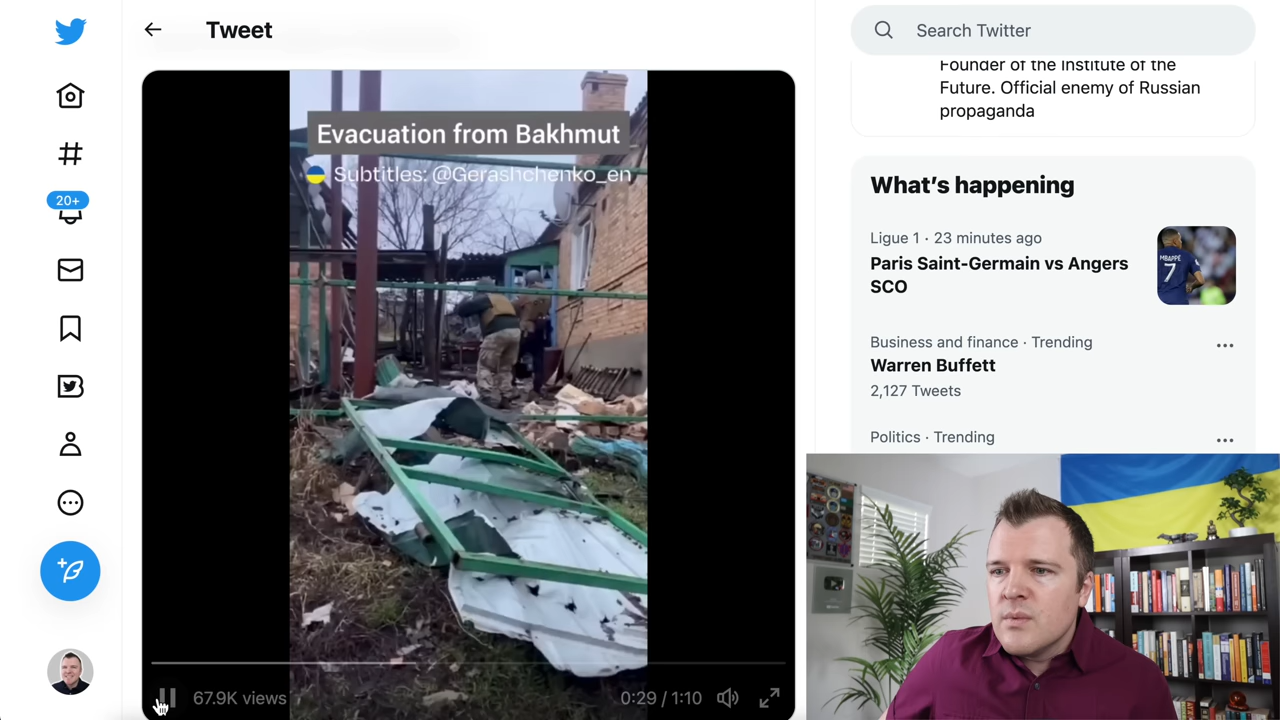 Tweet
Search Twitter
Founder of the Institute of the
Future. Official enemy of Russian
propaganda
20+
Evacuation from Bakhmut
Subtitles: @Gerashchenko_en
What's happening
Ligue 1 · 23 minutes ago
Paris Saint-Germain vs Angers
SCO
MBAPPÉ
7
Business and finance · Trending
Warren Buffett
2,127 Tweets
Politics · Trending
67.9K views
0:29 / 1:10